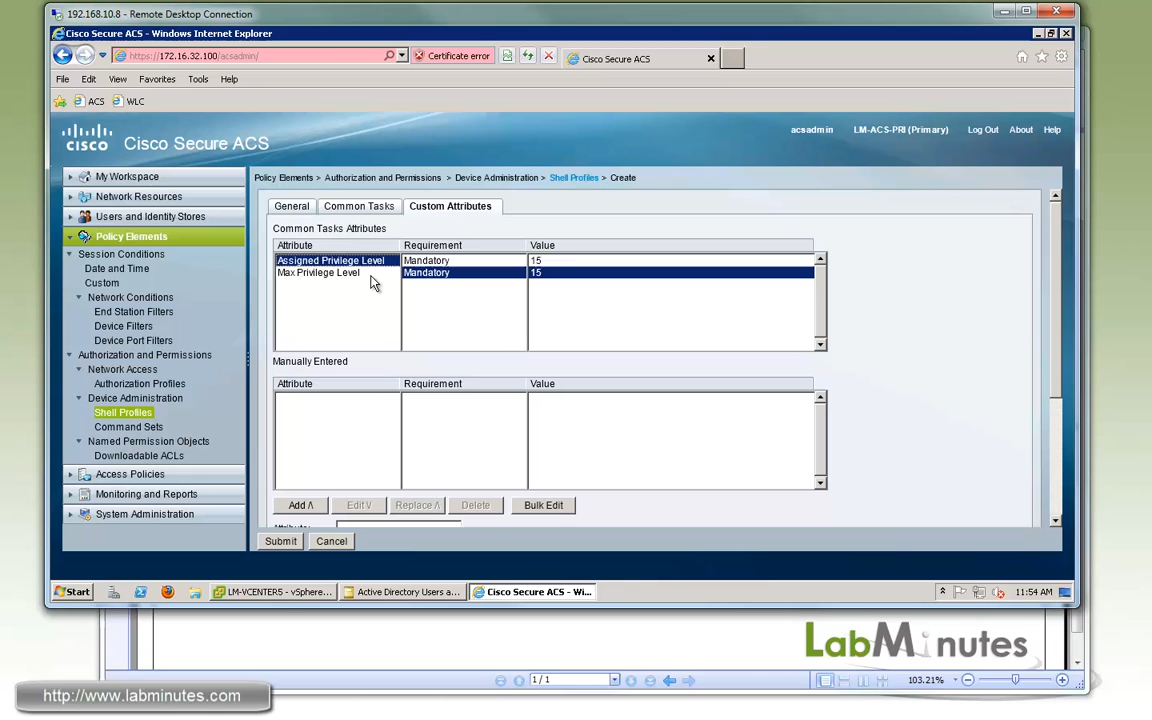 192.168.10.8 - Remote Desktop Connection
Cisco Secure ACS - Windows Internet Explorer
https://172.16.32.100/acsadmin/
Certificate error
Cisco Secure ACS
File Edit View Favorites Tools Help
ACS WLC
CISCO Cisco Secure ACS
acsadmin LM-ACS-PRI (Primary) Log Out About Help
My Workspace
Network Resources
Users and Identity Stores
Policy Elements
Session Conditions
Date and Time
Custom
Network Conditions
End Station Filters
Device Filters
Device Port Filters
Authorization and Permissions
Network Access
Authorization Profiles
Device Administration
Shell Profiles
Command Sets
Named Permission Objects
Downloadable ACLs
Access Policies
Monitoring and Reports
System Administration
Policy Elements > Authorization and Permissions > Device Administration > Shell Profiles > Create
General Common Tasks Custom Attributes
Common Tasks Attributes
Attribute Requirement Value
Assigned Privilege Level Mandatory 15
Max Privilege Level Mandatory 15
Manually Entered
Attribute Requirement Value
Add /\ Edit V Replace /\ Delete Bulk Edit
Submit Cancel
Start LM-VCENTER5 - vSphere... Active Directory Users a... Cisco Secure ACS - Wi... 11:54 AM
LabMinutes
1 / 1 103.21%
http://www.labminutes.com